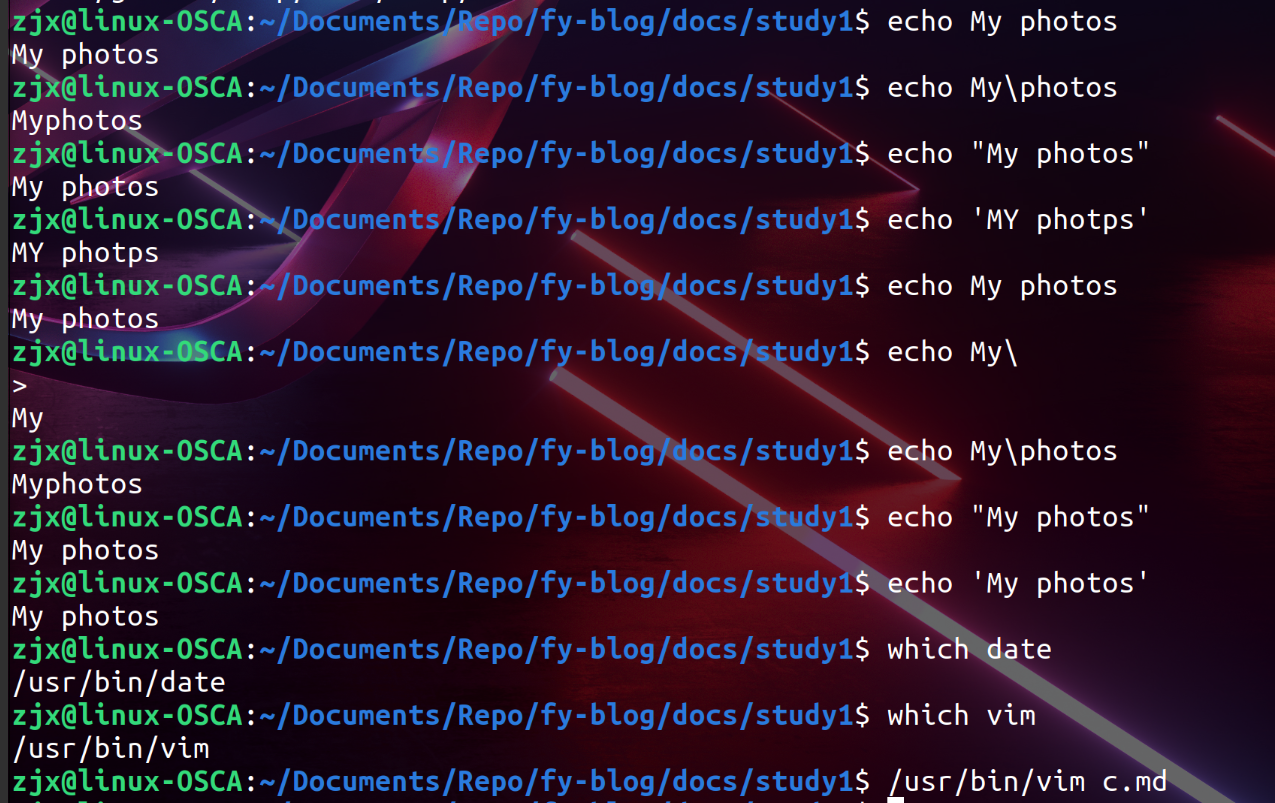 zjx@linux-OSCA:~/Documents/Repo/fy-blog/docs/study1$ echo My photos
My photos
zjx@linux-OSCA:~/Documents/Repo/fy-blog/docs/study1$ echo My\photos
Myphotos
zjx@linux-OSCA:~/Documents/Repo/fy-blog/docs/study1$ echo "My photos"
My photos
zjx@linux-OSCA:~/Documents/Repo/fy-blog/docs/study1$ echo 'MY photps'
MY photps
zjx@linux-OSCA:~/Documents/Repo/fy-blog/docs/study1$ echo My photos
My photos
zjx@linux-OSCA:~/Documents/Repo/fy-blog/docs/study1$ echo My\
>
My
zjx@linux-OSCA:~/Documents/Repo/fy-blog/docs/study1$ echo My\photos
Myphotos
zjx@linux-OSCA:~/Documents/Repo/fy-blog/docs/study1$ echo "My photos"
My photos
zjx@linux-OSCA:~/Documents/Repo/fy-blog/docs/study1$ echo 'My photos'
My photos
zjx@linux-OSCA:~/Documents/Repo/fy-blog/docs/study1$ which date
/usr/bin/date
zjx@linux-OSCA:~/Documents/Repo/fy-blog/docs/study1$ which vim
/usr/bin/vim
zjx@linux-OSCA:~/Documents/Repo/fy-blog/docs/study1$ /usr/bin/vim c.md